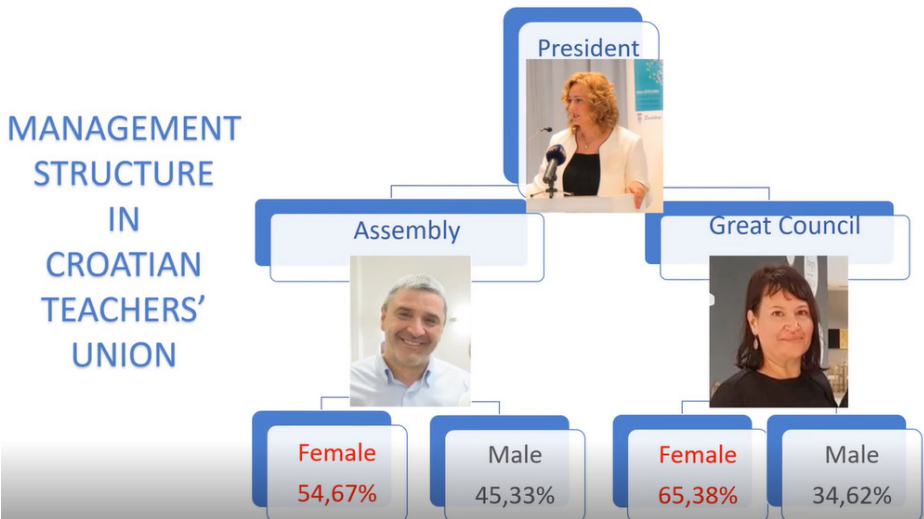 MANAGEMENT
STRUCTURE
IN
CROATIAN
TEACHERS’
UNION
President
Assembly
Great Council
Female
54,67%
Male
45,33%
Female
65,38%
Male
34,62%